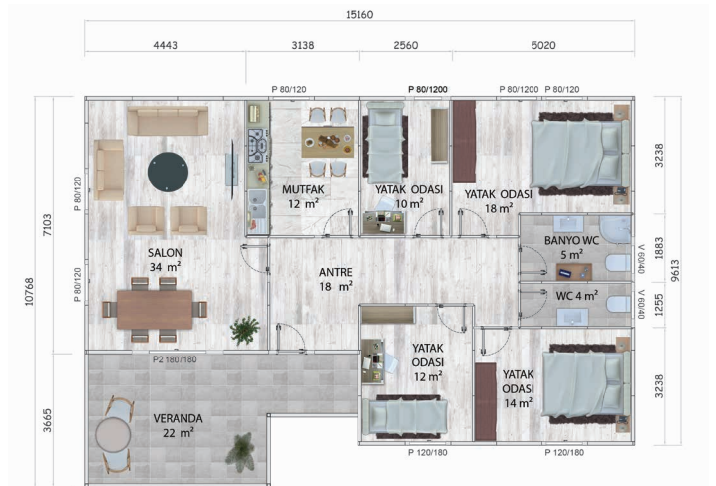 15160
4443 3138 2560 5020
P 80/120 P 80/1200 P 80/1200 P 80/120
10768
7103
3665
P 80/120
P 80/120
MUTFAK
12 m²
YATAK ODASI
10 m²
YATAK ODASI
18 m²
SALON
34 m²
ANTRE
18 m²
BANYO WC
5 m²
WC 4 m²
V 60/40
V 60/40
3238
1883
1255
3238
9613
P2 180/180
YATAK
ODASI
12 m²
YATAK
ODASI
14 m²
VERANDA
22 m²
P 120/180 P 120/180